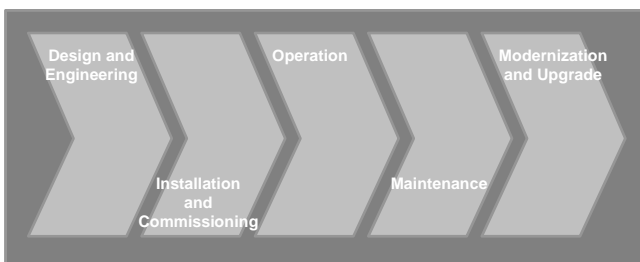 Design and
Engineering
Installation
and
Commissioning
Operation
Maintenance
Modernization
and Upgrade